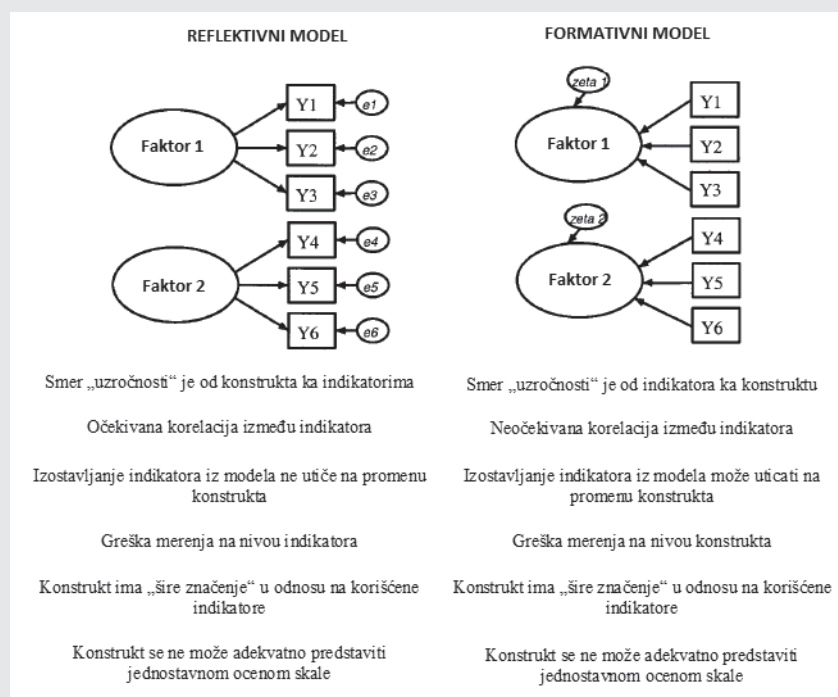 REFLEKTIVNI MODEL
Faktor 1
Y1
e1
Y2
e2
Y3
e3
Faktor 2
Y4
e4
Y5
e5
Y6
e6
Smer „uzročnosti“ je od konstrukta ka indikatorima
Očekivana korelacija između indikatora
Izostavljanje indikatora iz modela ne utiče na promenu
konstrukta
Greška merenja na nivou indikatora
Konstrukt ima „šire značenje“ u odnosu na korišćene
indikatore
Konstrukt se ne može adekvatno predstaviti
jednostavnom ocenom skale
FORMATIVNI MODEL
zeta 1
Faktor 1
Y1
Y2
Y3
zeta 2
Faktor 2
Y4
Y5
Y6
Smer „uzročnosti“ je od indikatora ka konstruktu
Neočekivana korelacija između indikatora
Izostavljanje indikatora iz modela može uticati na
promenu konstrukta
Greška merenja na nivou konstrukta
Konstrukt ima „šire značenje“ u odnosu na korišćene
indikatore
Konstrukt se ne može adekvatno predstaviti
jednostavnom ocenom skale